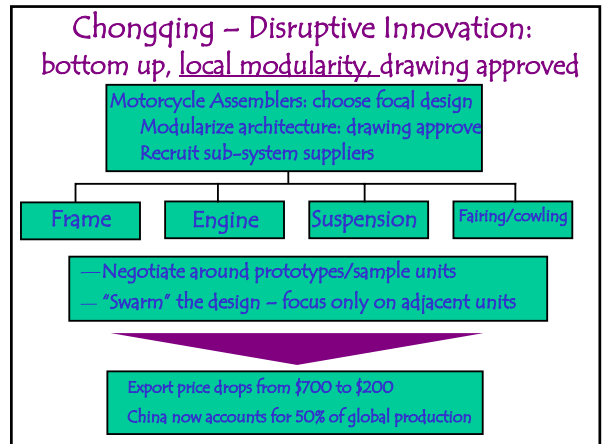 Chongqing – Disruptive Innovation:
bottom up, local modularity, drawing approved
Motorcycle Assemblers: choose focal design
Modularize architecture: drawing approve
Recruit sub-system suppliers
Frame
Engine
Suspension
Fairing/cowling
—Negotiate around prototypes/sample units
— "Swarm" the design – focus only on adjacent units
Export price drops from $700 to $200
China now accounts for 50% of global production